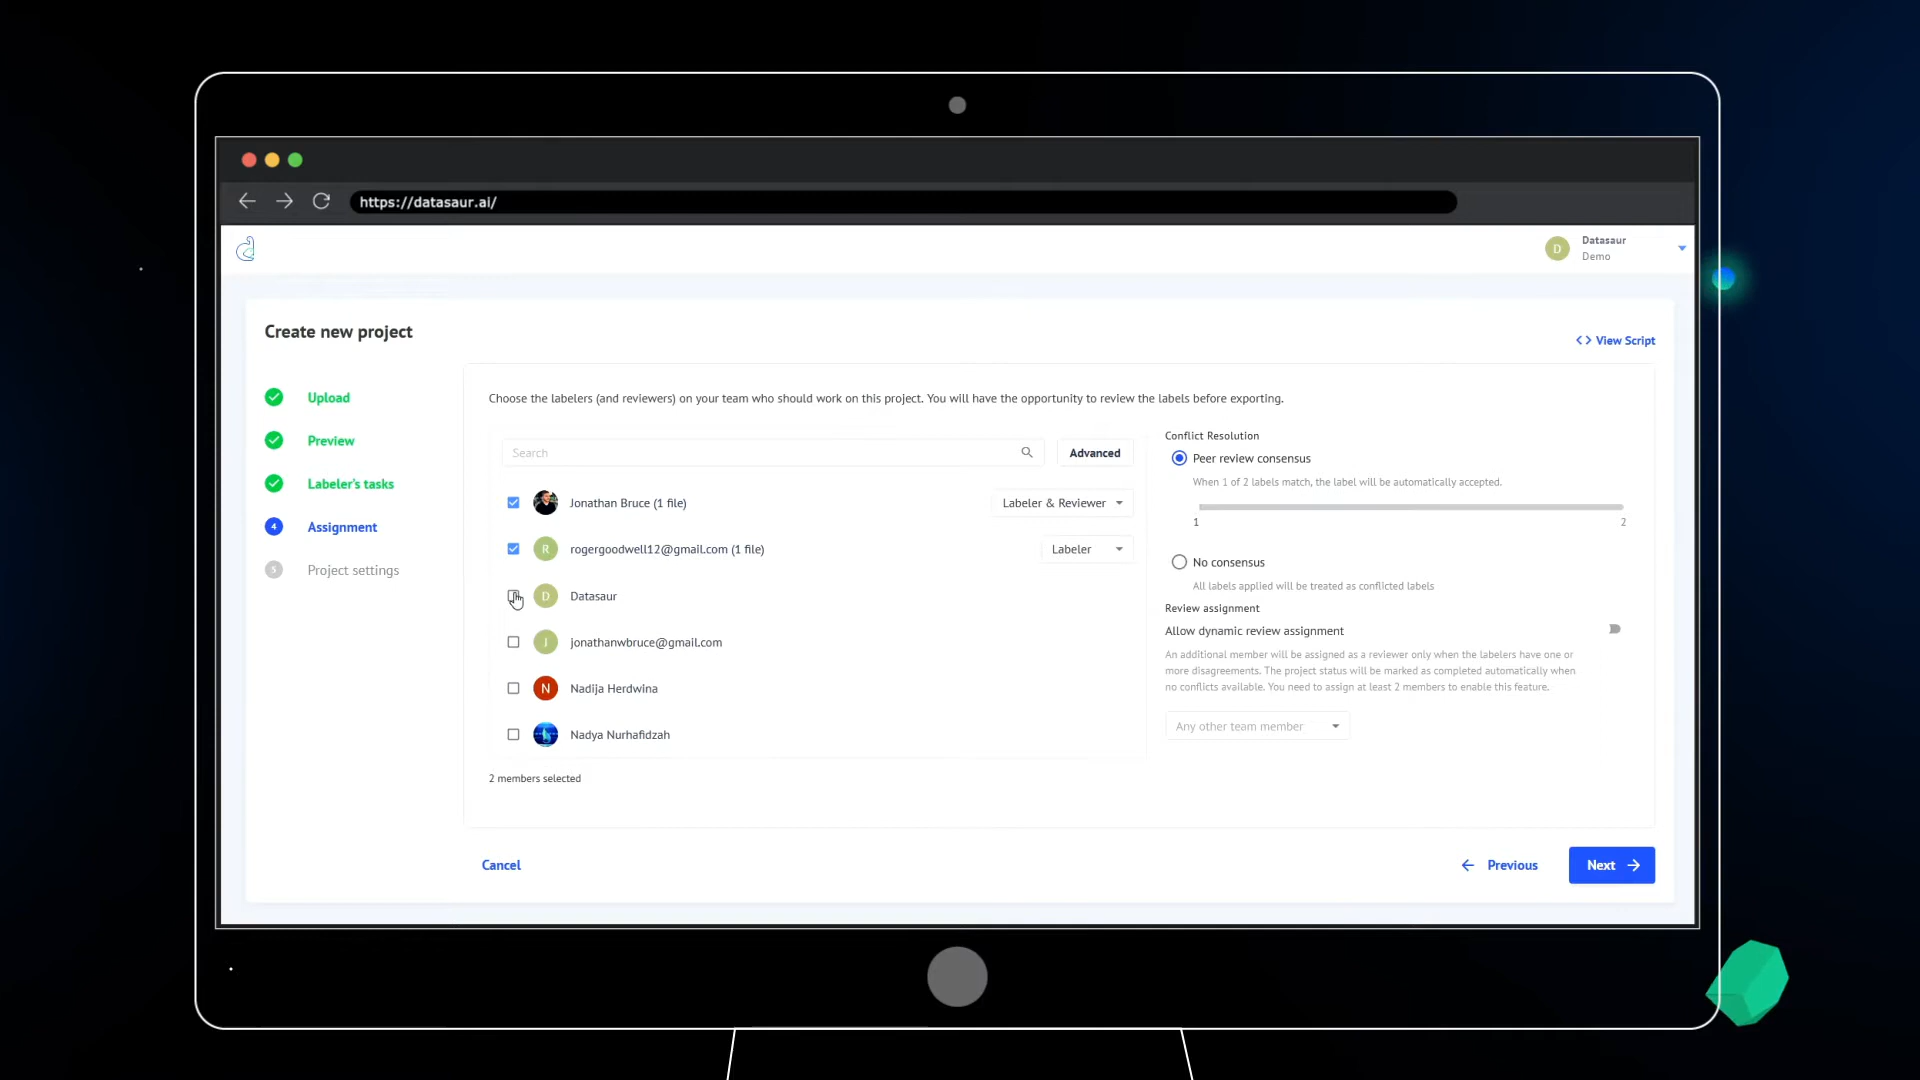 https://datasaur.ai/
D
Datasaur
Demo
Create new project
View Script
Upload
Preview
Labeler's tasks
4
Assignment
5
Project settings
Choose the labelers (and reviewers) on your team who should work on this project. You will have the opportunity to review the labels before exporting.
Search
Advanced
Jonathan Bruce (1 file)
Labeler & Reviewer
R
rogergoodwell12@gmail.com (1 file)
Labeler
D
Datasaur
J
jonathanwbruce@gmail.com
N
Nadija Herdwina
Nadya Nurhafidzah
2 members selected
Conflict Resolution
Peer review consensus
When 1 of 2 labels match, the label will be automatically accepted.
1
2
No consensus
All labels applied will be treated as conflicted labels
Review assignment
Allow dynamic review assignment
An additional member will be assigned as a reviewer only when the labelers have one or
more disagreements. The project status will be marked as completed automatically when
no conflicts available. You need to assign at least 2 members to enable this feature.
Any other team member
Cancel
Previous
Next